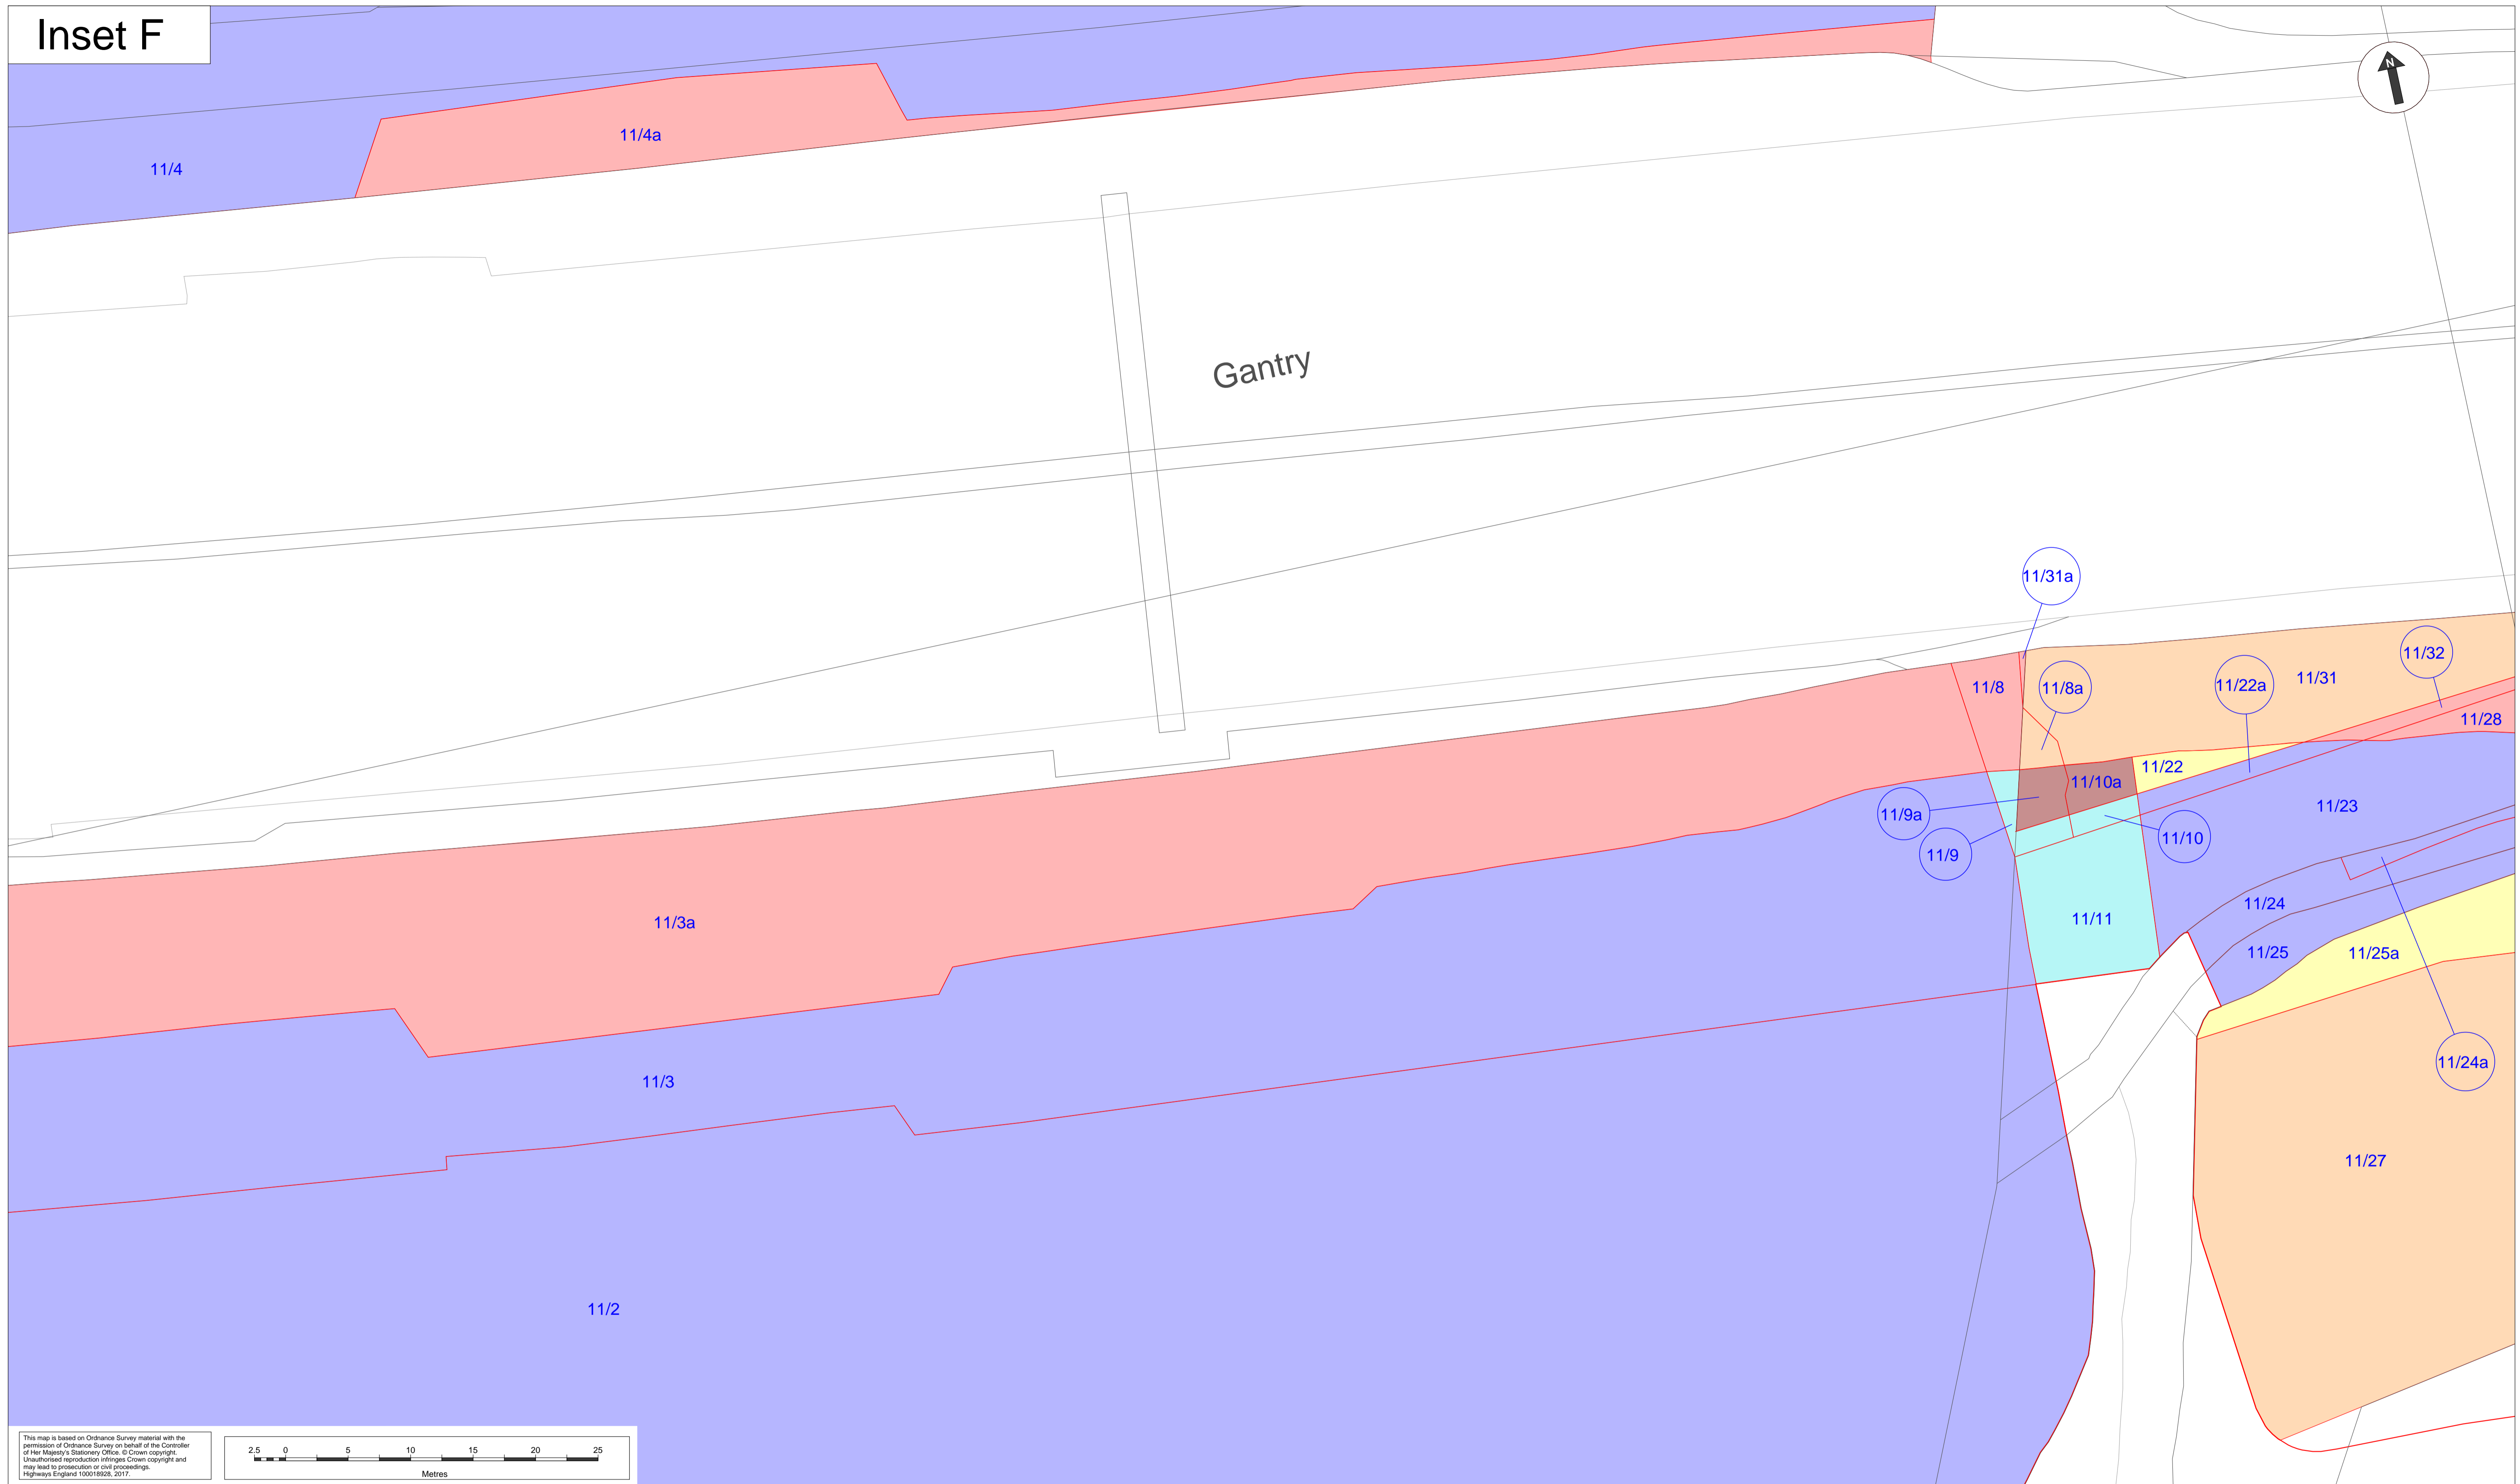 Inset F
N
11/4a
11/4
Gantry
11/31a
11/32
11/31
11/8
11/8a
11/22a
11/28
11/22
11/10a
11/23
11/9a
11/10
11/9
11/24
11/11
11/3a
11/25
11/25a
11/24a
11/3
11/27
11/2
This map is based on Ordnance Survey material with the
permission of Ordnance Survey on behalf of the Controller
of Her Majesty's Stationery Office. © Crown copyright.
Unauthorised reproduction infringes Crown copyright and
may lead to prosecution or civil proceedings.
Highways England 100018928, 2017.
2.5 0 5 10 15 20 25
Metres